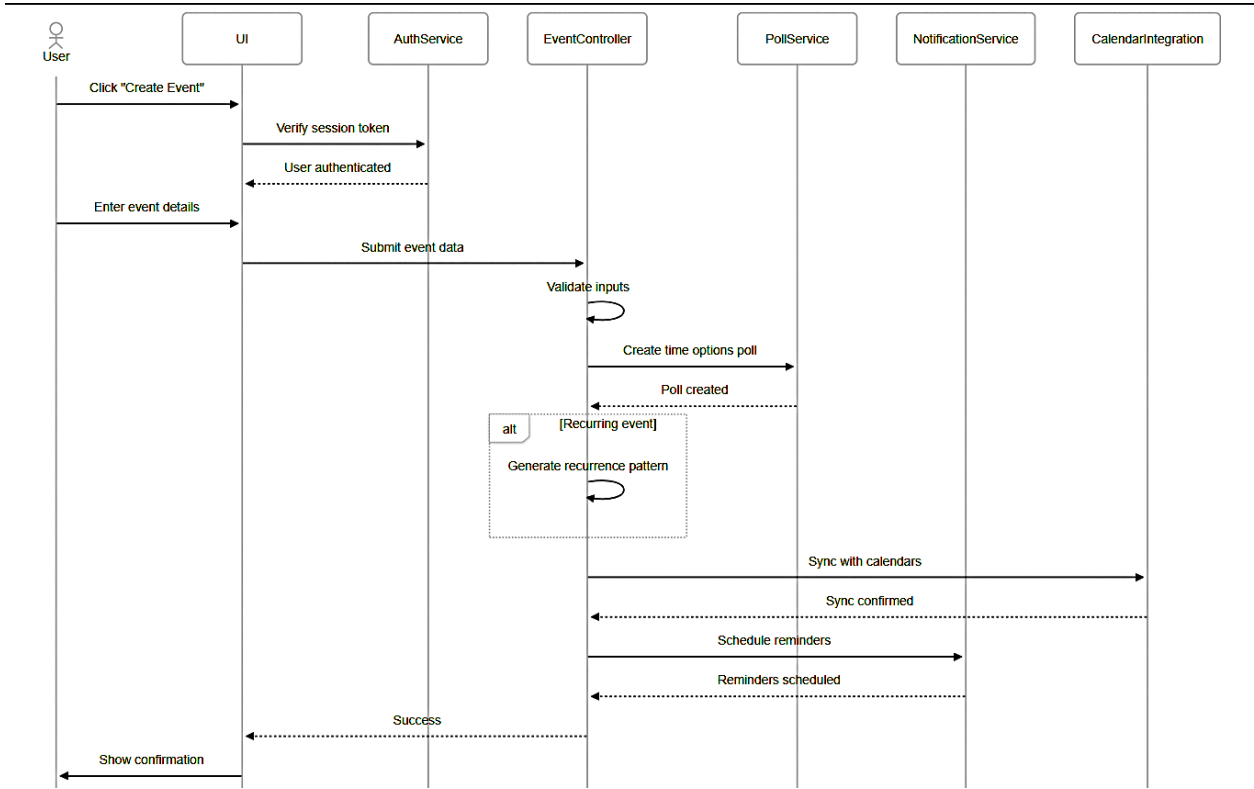 User
UI
AuthService
EventController
PollService
NotificationService
CalendarIntegration
Click "Create Event"
Verify session token
User authenticated
Enter event details
Submit event data
Validate inputs
Create time options poll
Poll created
alt
[Recurring event]
Generate recurrence pattern
Sync with calendars
Sync confirmed
Schedule reminders
Reminders scheduled
Success
Show confirmation